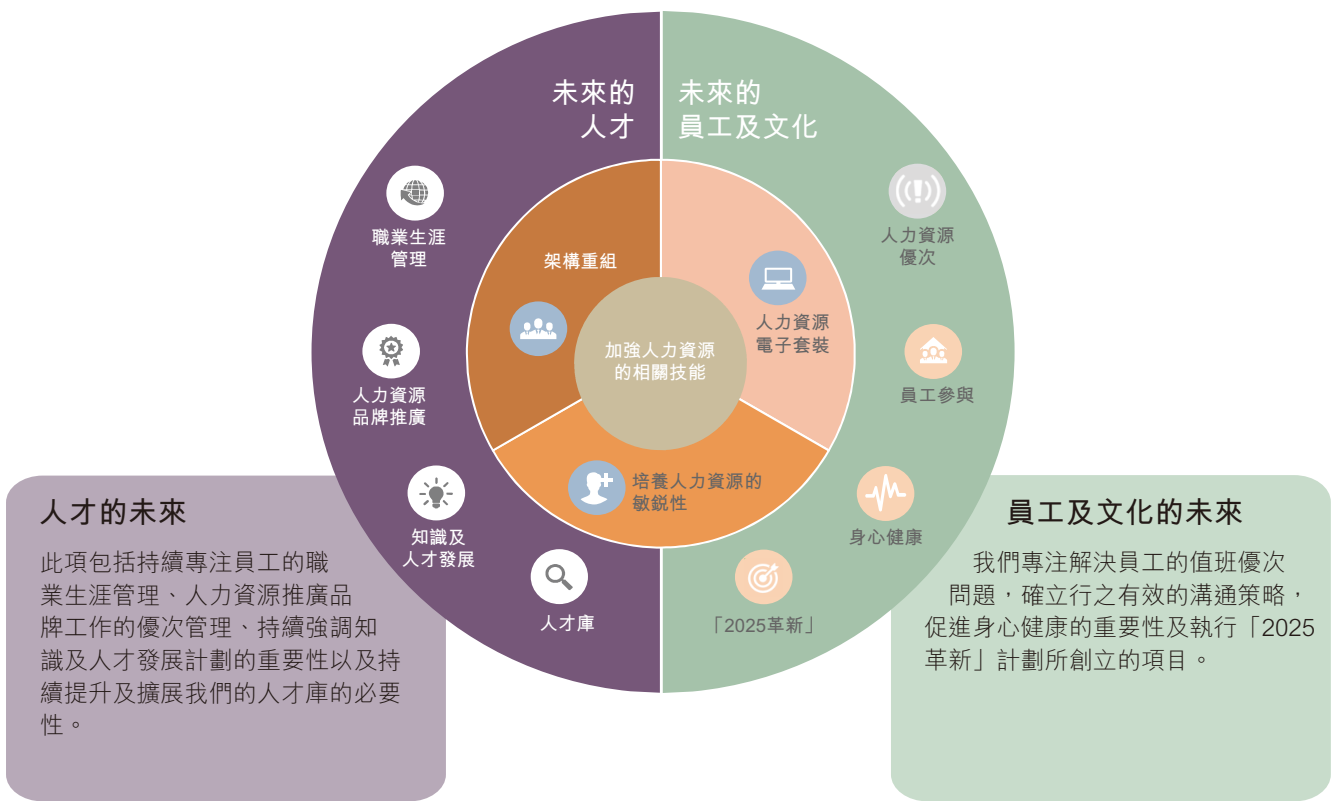 未來的
人才
未來的
員工及文化
職業生涯
管理
人力資源
品牌推廣
知識及
人才發展
人才庫
架構重組
人力資源
電子套裝
加強人力資源
的相關技能
培養人力資源的
敏銳性
人力資源
優次
員工參與
身心健康
「2025革新」
人才的未來
此項包括持續專注員工的職
業生涯管理、人力資源推廣品
牌工作的優次管理、持續強調知
識及人才發展計劃的重要性以及持
續提升及擴展我們的人才庫的必要
性。
員工及文化的未來
我們專注解決員工的值班優次
問題，確立行之有效的溝通策略，
促進身心健康的重要性及執行「2025
革新」計劃所創立的項目。